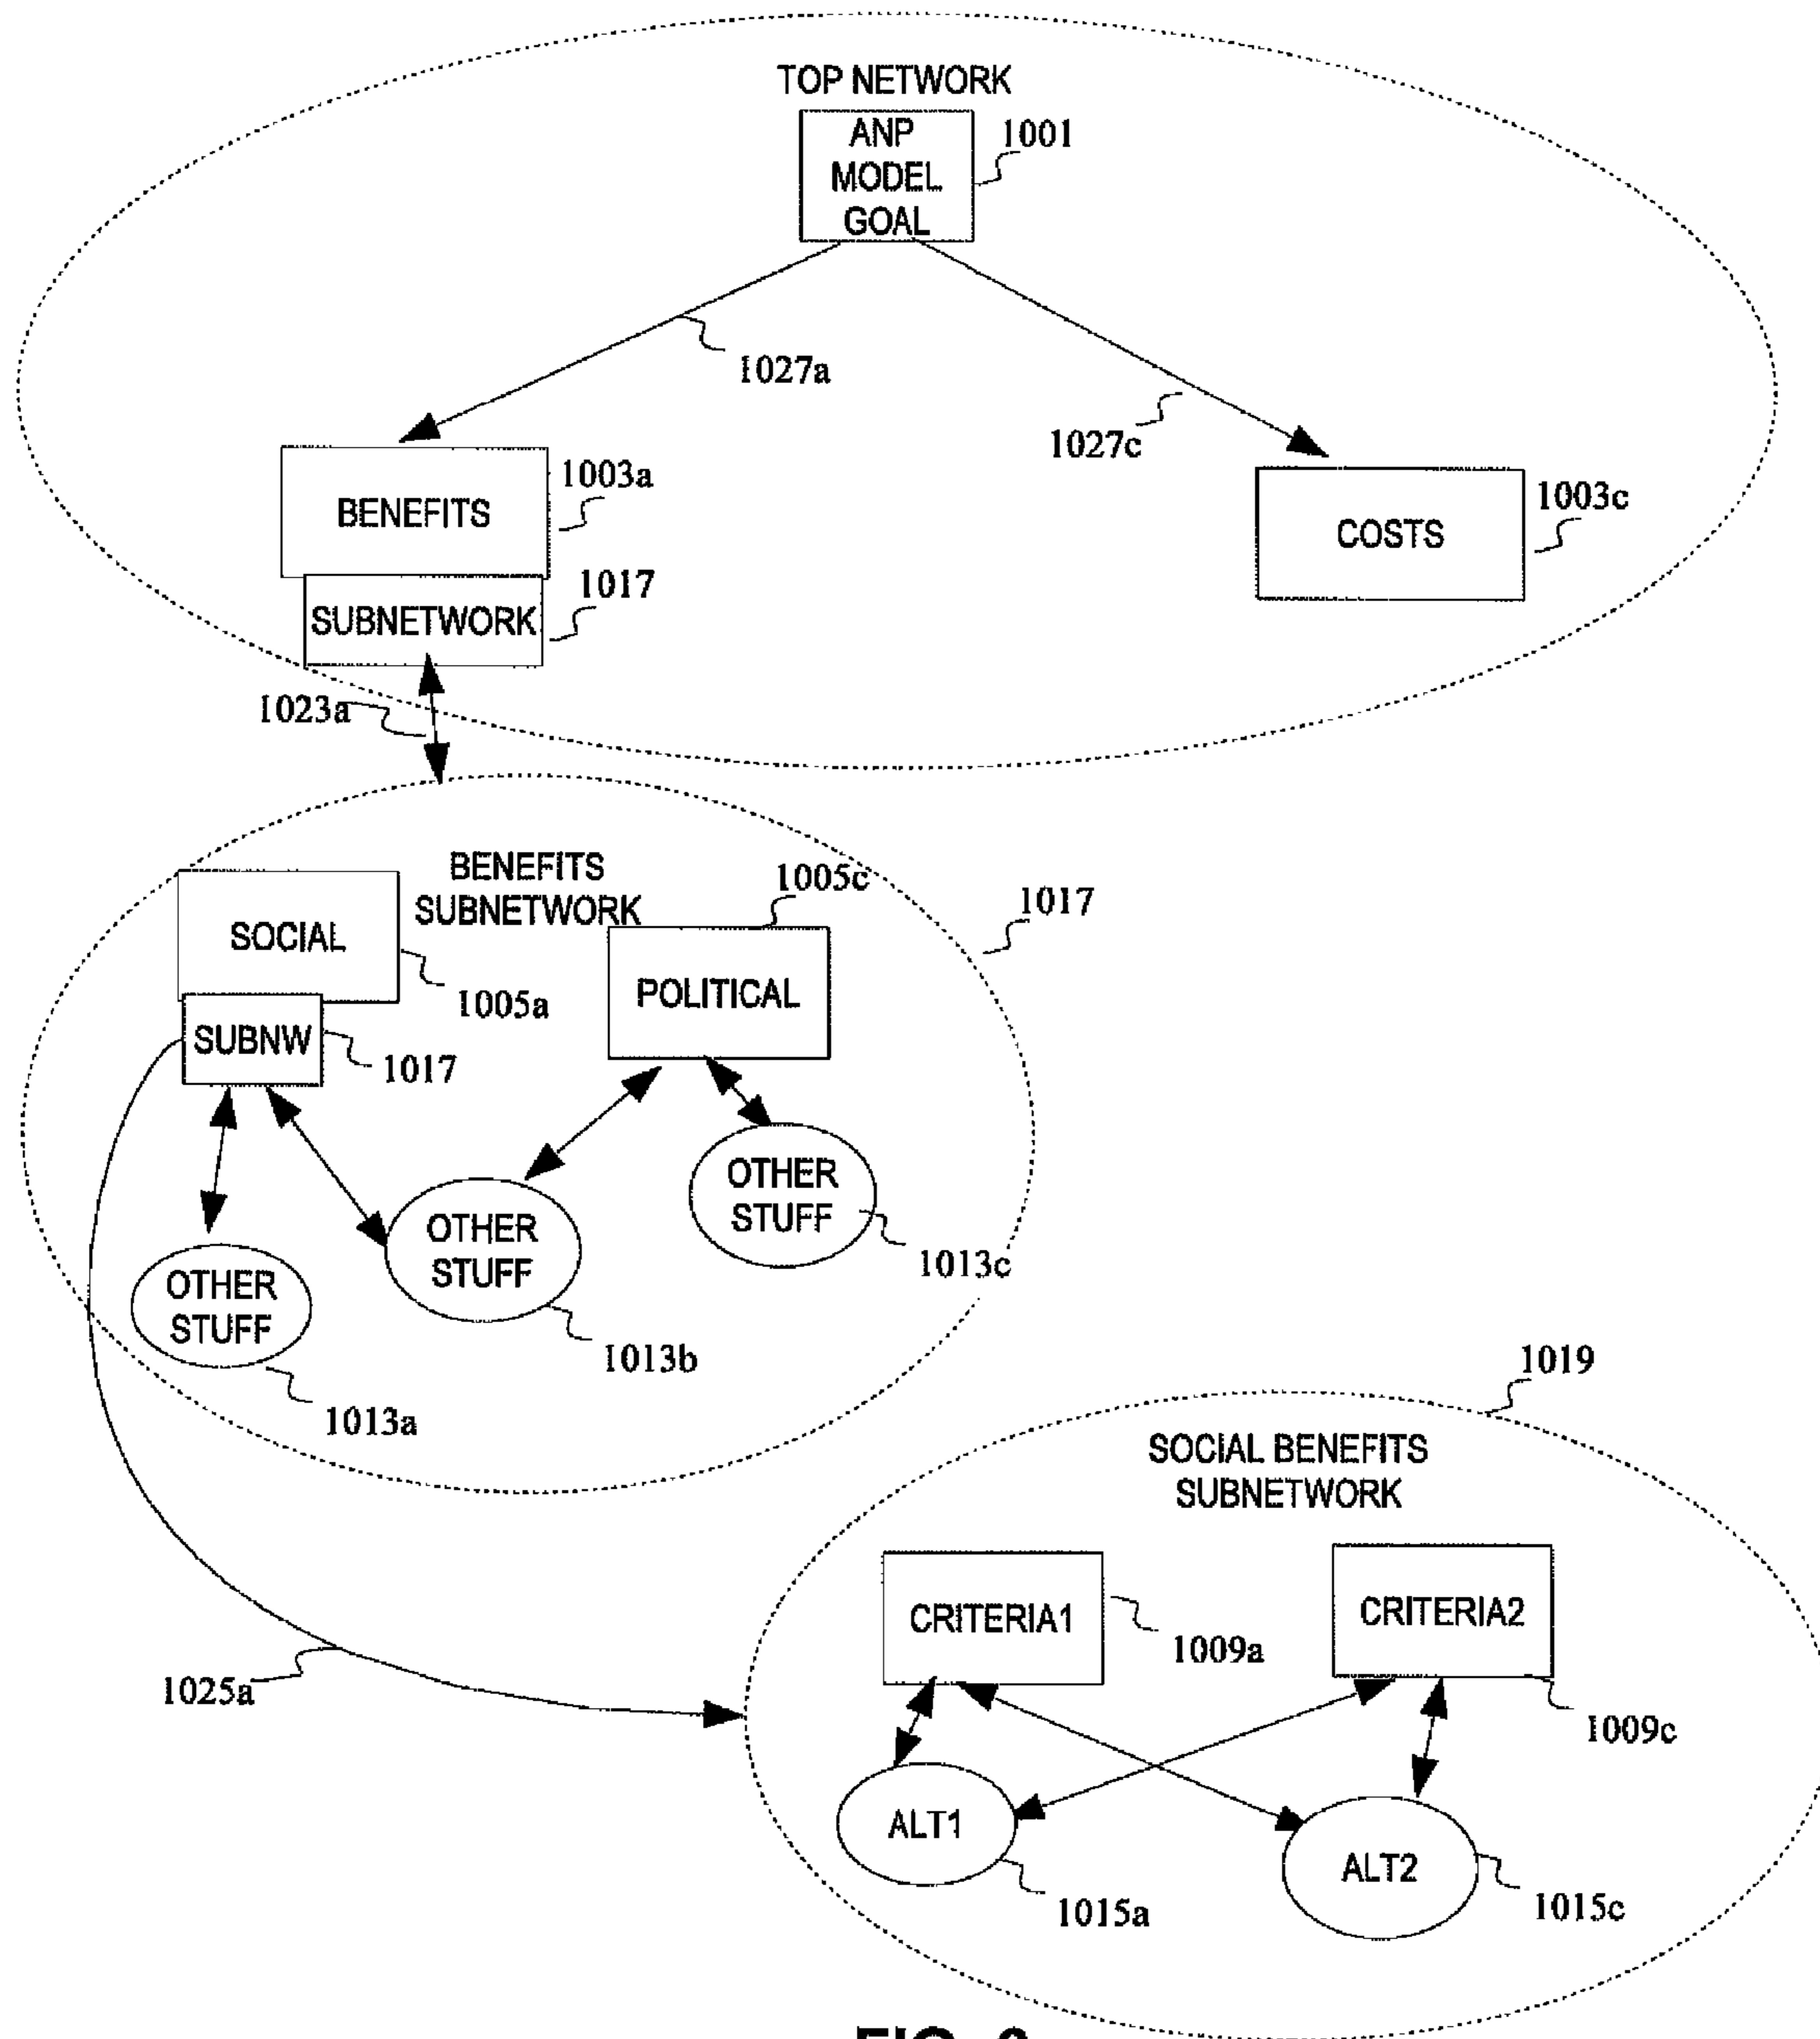 TOP NETWORK
ANP
MODEL
GOAL
1001
1027a
1027c
BENEFITS
1003a
COSTS
1003c
SUBNETWORK
1017
1023a
BENEFITS
SUBNETWORK
1005c
1017
SOCIAL
1005a
POLITICAL
SUBNW
1017
OTHER
STUFF
1013c
OTHER
STUFF
1013b
OTHER
STUFF
1013a
1019
SOCIAL BENEFITS
SUBNETWORK
CRITERIA1
1009a
CRITERIA2
1009c
1025a
ALT1
1015a
ALT2
1015c